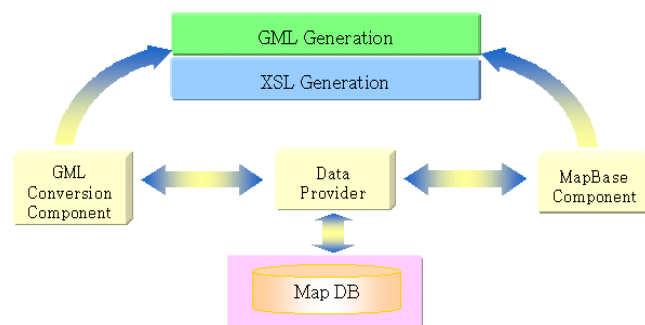 GML Generation
XSL Generation
GML
Conversion
Component
Data
Provider
MapBase
Component
Map DB